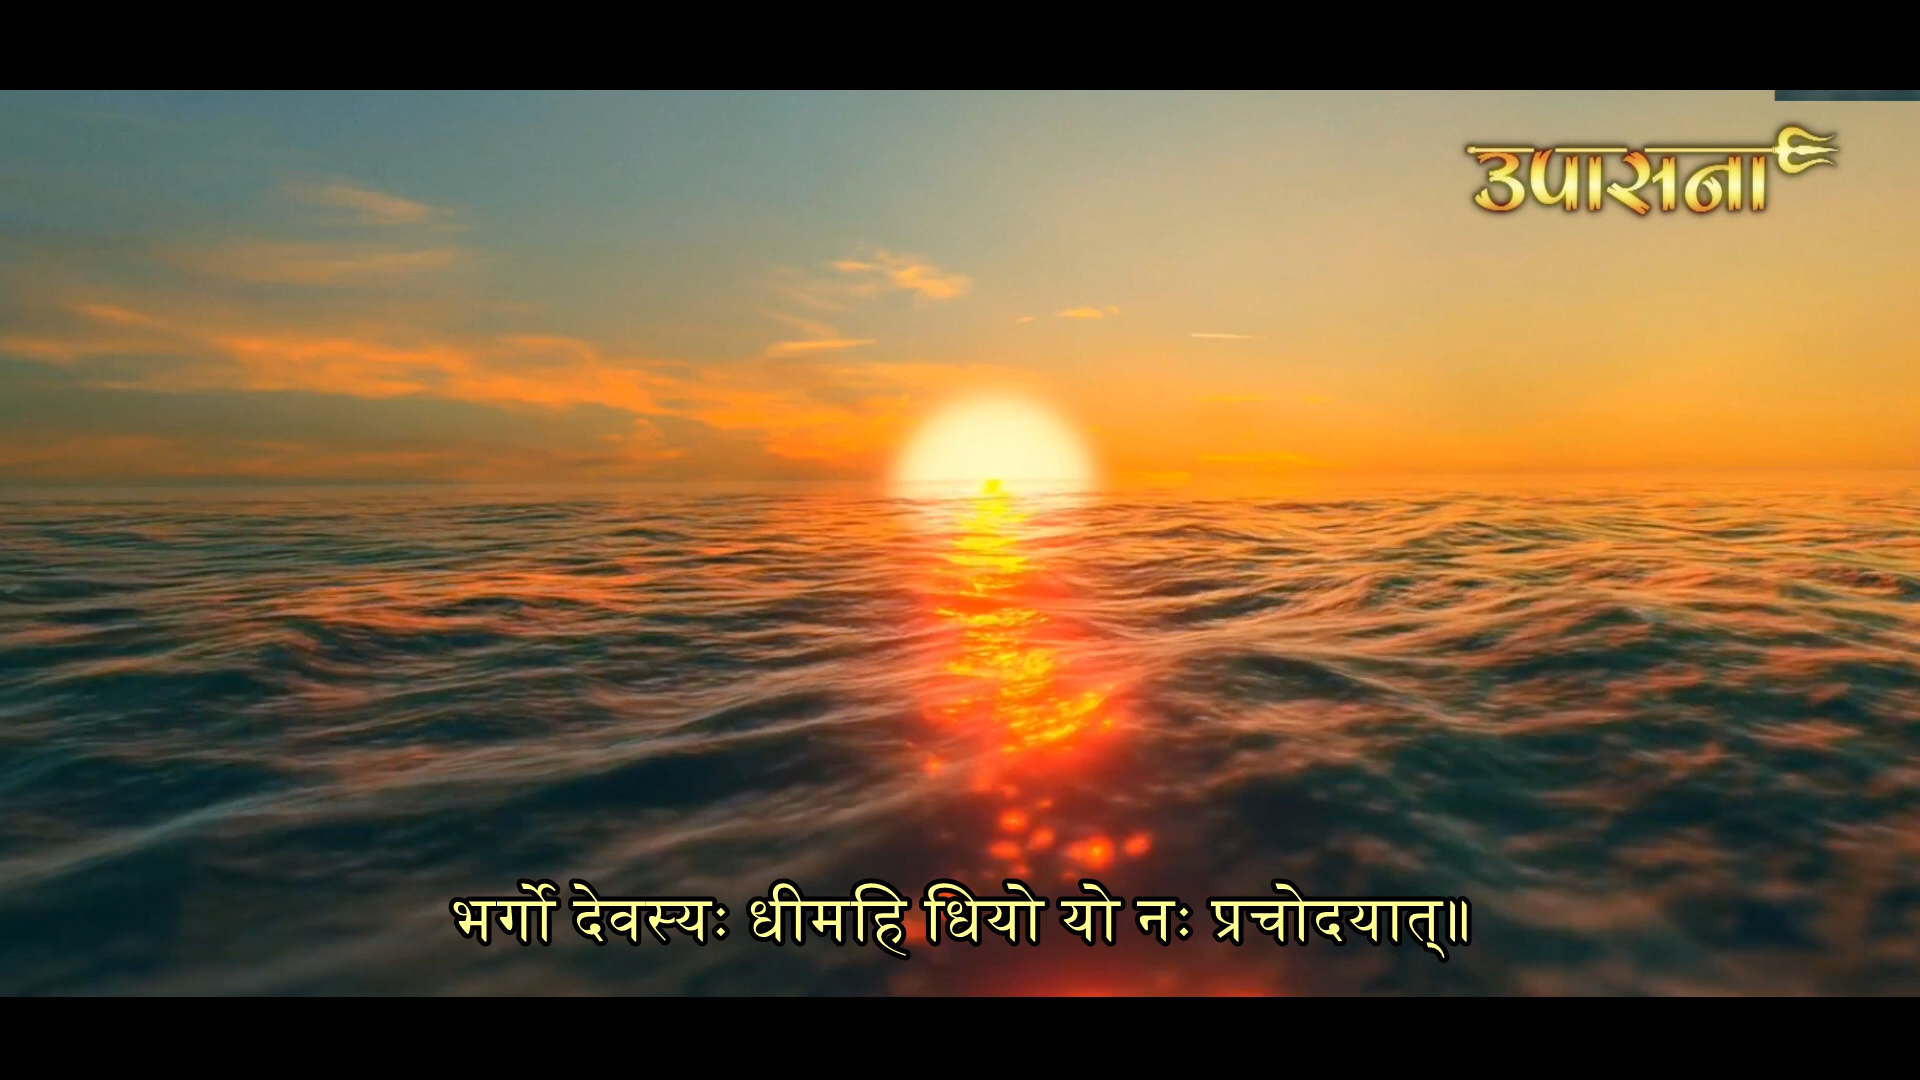 उपासना
भर्गो देवस्यः धीमहि धियो यो नः प्रचोदयात्॥